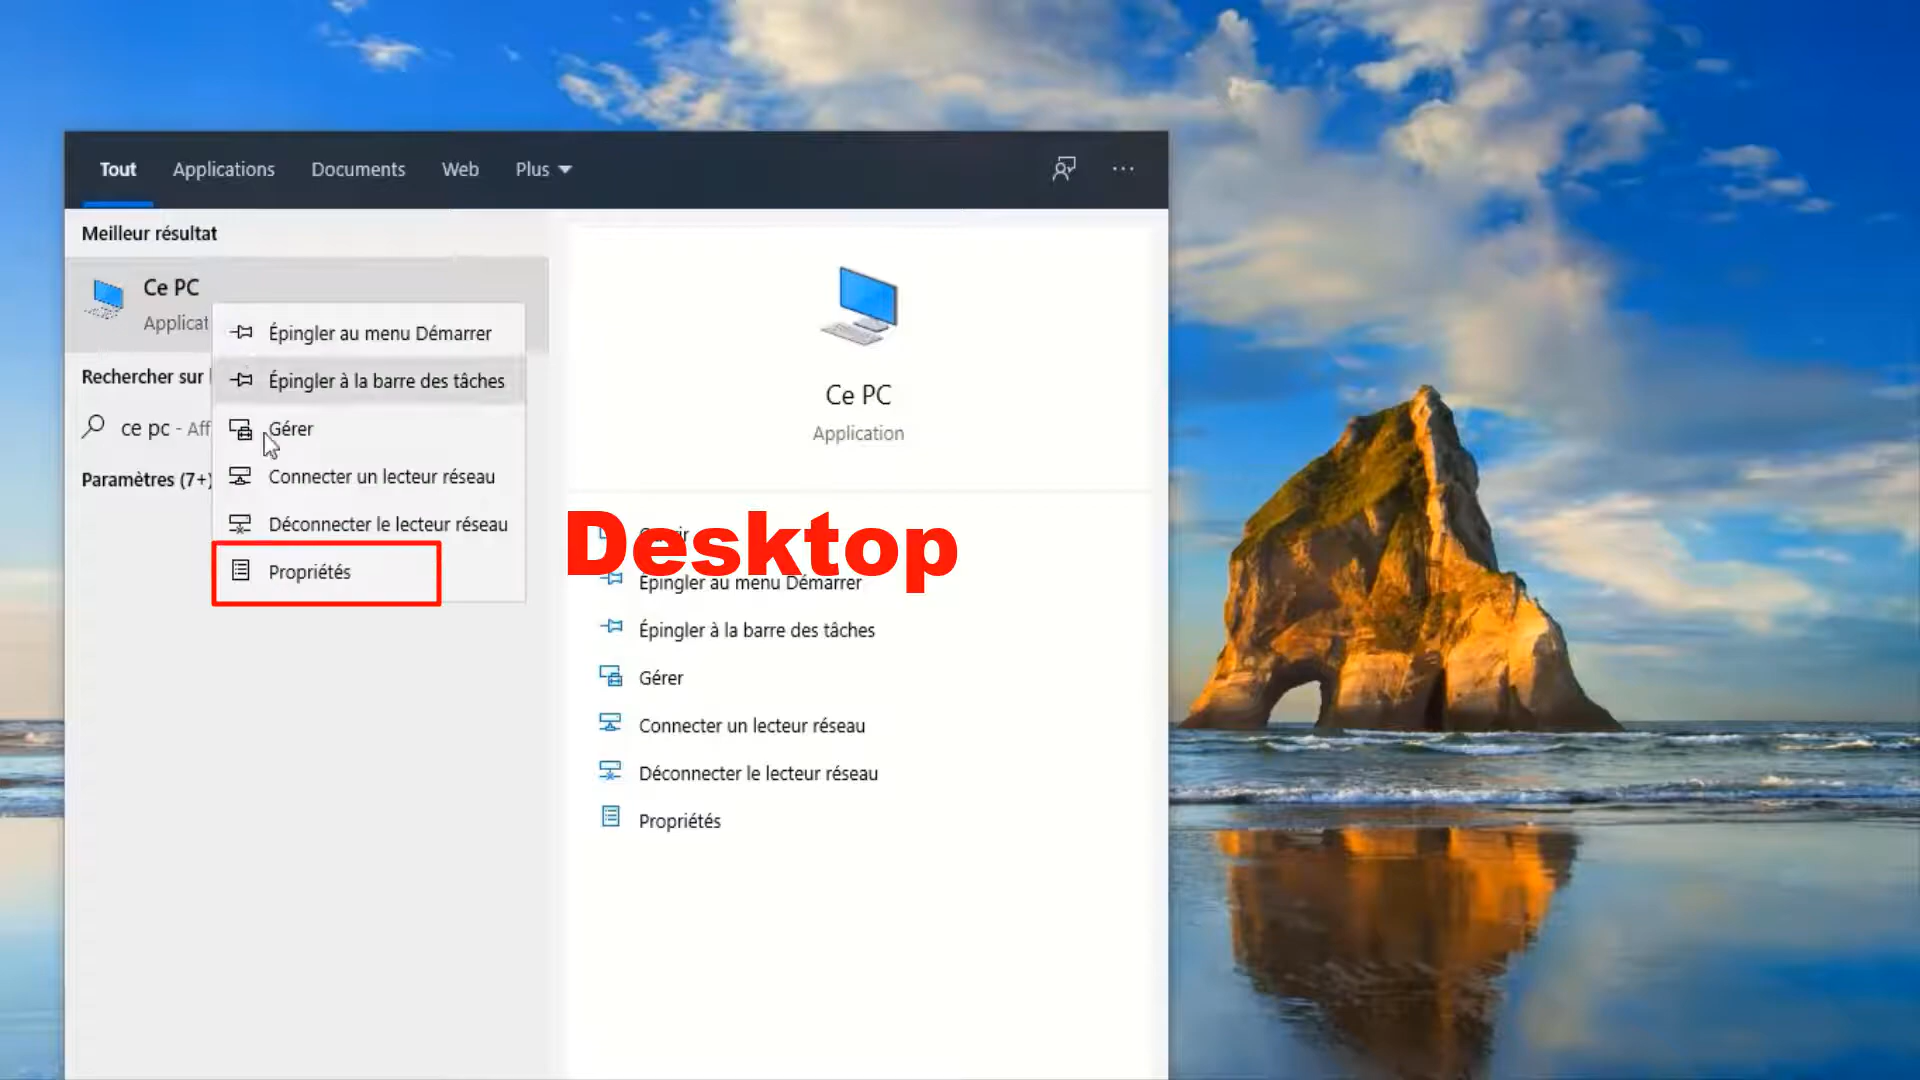 Tout Applications Documents Web Plus
Meilleur résultat
Ce PC
Applicat
Rechercher sur
ce pc - Aff
Paramètres (7+)
Épingler au menu Démarrer
Épingler à la barre des tâches
Gérer
Connecter un lecteur réseau
Déconnecter le lecteur réseau
Propriétés
Ce PC
Application
Desktop
Épingler au menu Démarrer
Épingler à la barre des tâches
Gérer
Connecter un lecteur réseau
Déconnecter le lecteur réseau
Propriétés